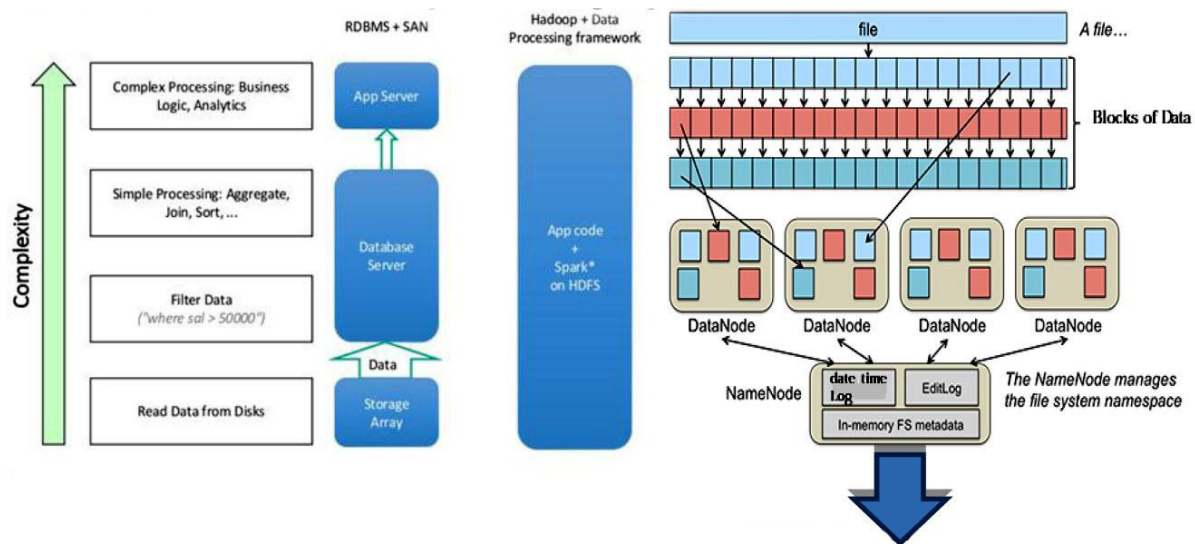 RDBMS + SAN
Hadoop + Data
Processing framework
Complexity
Complex Processing: Business
Logic, Analytics
App Server
Simple Processing: Aggregate,
Join, Sort, ...
Database
Server
Filter Data
("where sal > 50000")
Data
Read Data from Disks
Storage
Array
App code
+
Spark*
on HDFS
file
A file...
Blocks of Data
DataNode
DataNode
DataNode
DataNode
NameNode
date time
Log
EditLog
In-memory FS metadata
The NameNode manages
the file system namespace